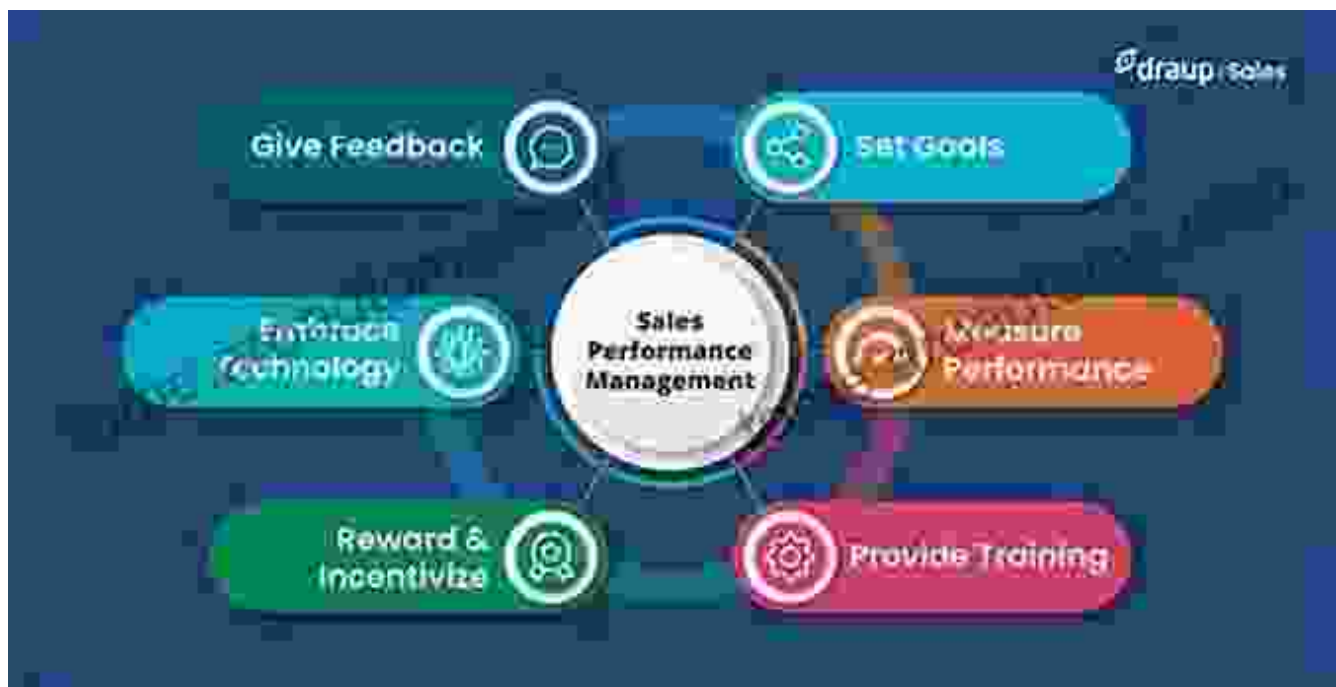 draup | Sales
Give Feedback
Set Goals
Embrace
Technology
Sales
Performance
Management
Measure
Performance
Reward &
Incentivize
Provide Training